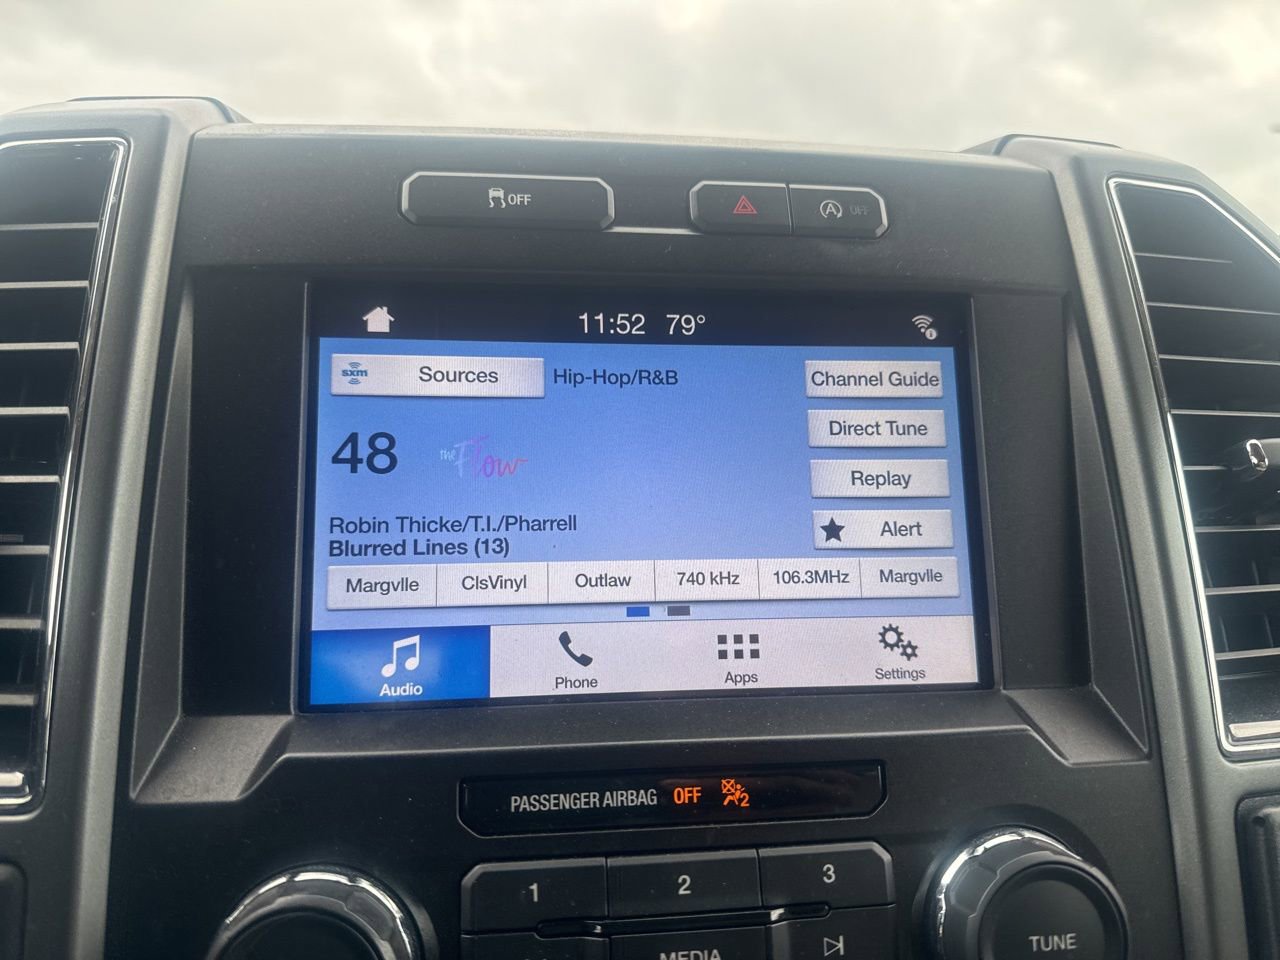 OFF
A OFF
11:52 79°
sxm Sources Hip-Hop/R&B Channel Guide
Direct Tune
48 the Flow
Replay
Robin Thicke/T.I./Pharrell
Blurred Lines (13)
Alert
Margvlle ClsVinyl Outlaw 740 kHz 106.3MHz Margvlle
Audio Phone Apps Settings
PASSENGER AIRBAG OFF 2
1 2 3
MEDIA
TUNE